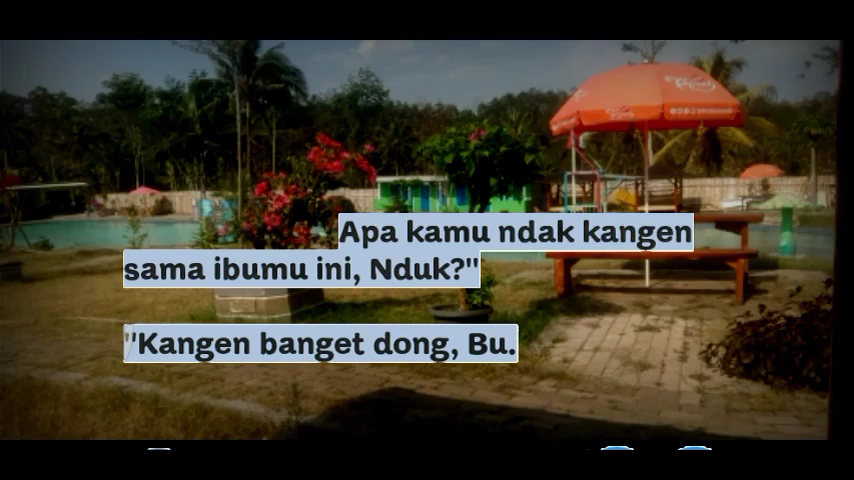 Apa kamu ndak kangen
sama ibumu ini, Nduk?"
"Kangen banget dong, Bu.